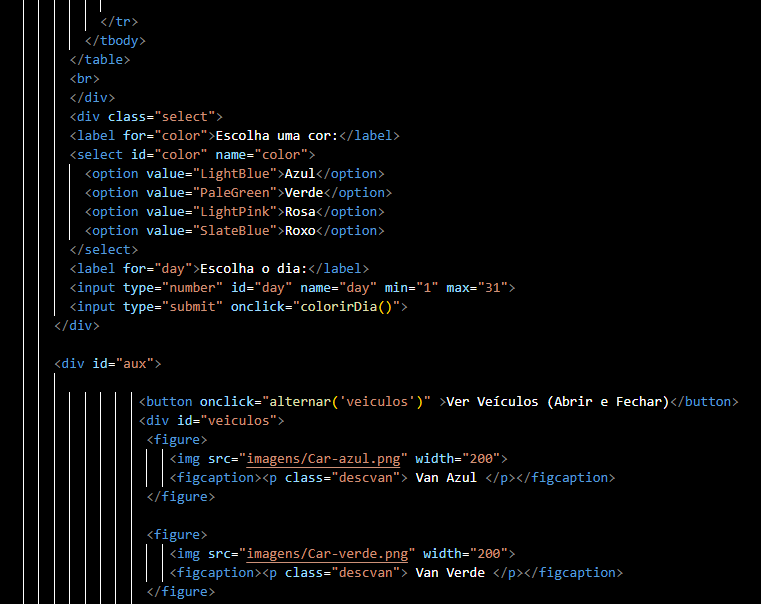 </tr>
</tbody>
</table>
<br>
</div>
<div class="select">
<label for="color">Escolha uma cor:</label>
<select id="color" name="color">
<option value="LightBlue">Azul</option>
<option value="PaleGreen">Verde</option>
<option value="LightPink">Rosa</option>
<option value="SlateBlue">Roxo</option>
</select>
<label for="day">Escolha o dia:</label>
<input type="number" id="day" name="day" min="1" max="31">
<input type="submit" onclick="colorirDia()">
</div>
<div id="aux">
<button onclick="alternar('veiculos')" >Ver Veículos (Abrir e Fechar)</button>
<div id="veiculos">
<figure>
<img src="imagens/Car-azul.png" width="200">
<figcaption><p class="descvan"> Van Azul </p></figcaption>
</figure>
<figure>
<img src="imagens/Car-verde.png" width="200">
<figcaption><p class="descvan"> Van Verde </p></figcaption>
</figure>